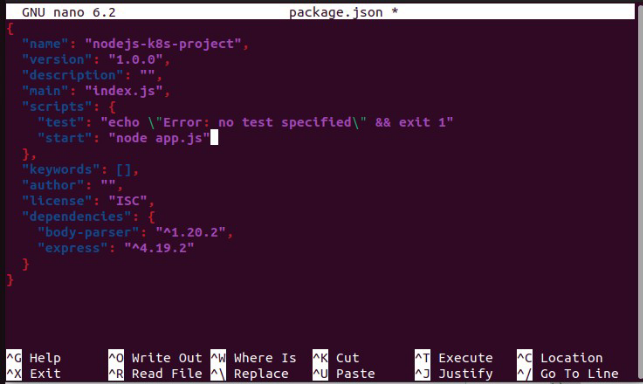 GNU nano 6.2 package.json *
{
"name": "nodejs-k8s-project",
"version": "1.0.0",
"description": "",
"main": "index.js",
"scripts": {
"test": "echo \"Error: no test specified\" && exit 1"
"start": "node app.js"
},
"keywords": [],
"author": "",
"license": "ISC",
"dependencies": {
"body-parser": "^1.20.2",
"express": "^4.19.2"
}
}
^G Help ^O Write Out ^W Where Is ^K Cut ^T Execute ^C Location
^X Exit ^R Read File ^\ Replace ^U Paste ^J Justify ^/ Go To Line